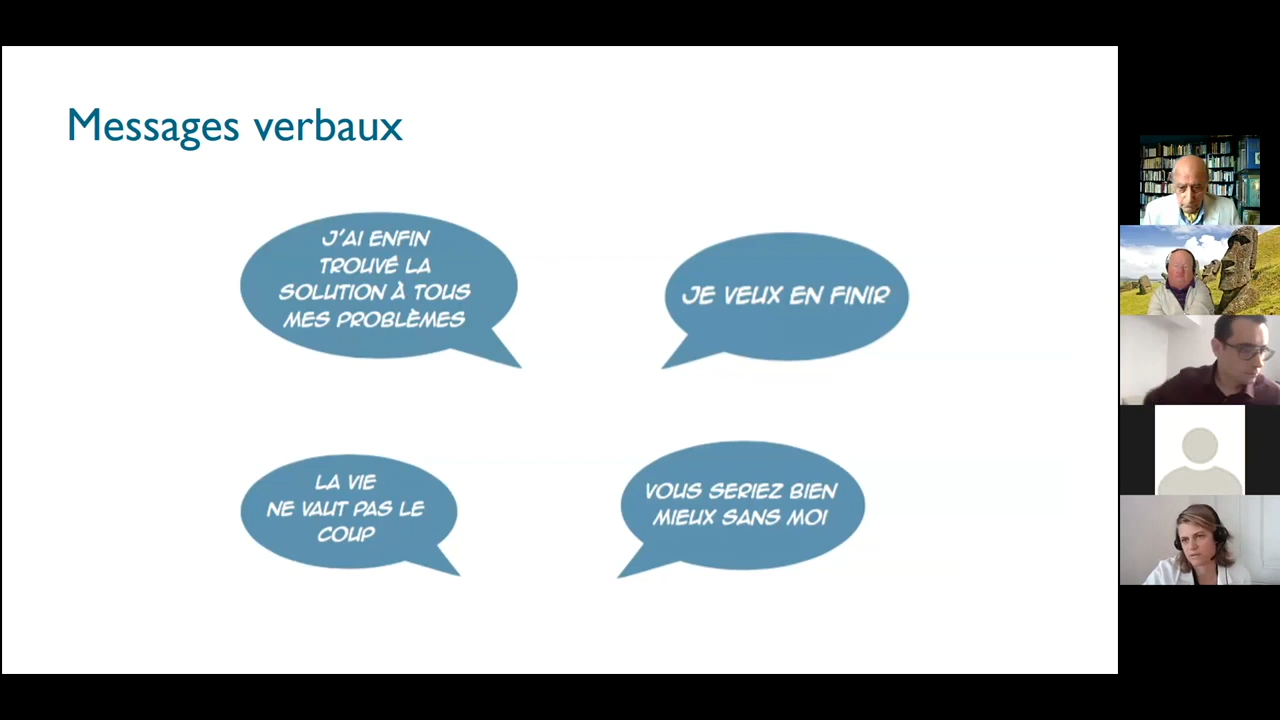 Messages verbaux
J'AI ENFIN
TROUVÉ LA
SOLUTION À TOUS
MES PROBLÈMES
JE VEUX EN FINIR
LA VIE
NE VAUT PAS LE
COUP
VOUS SERIEZ BIEN
MIEUX SANS MOI